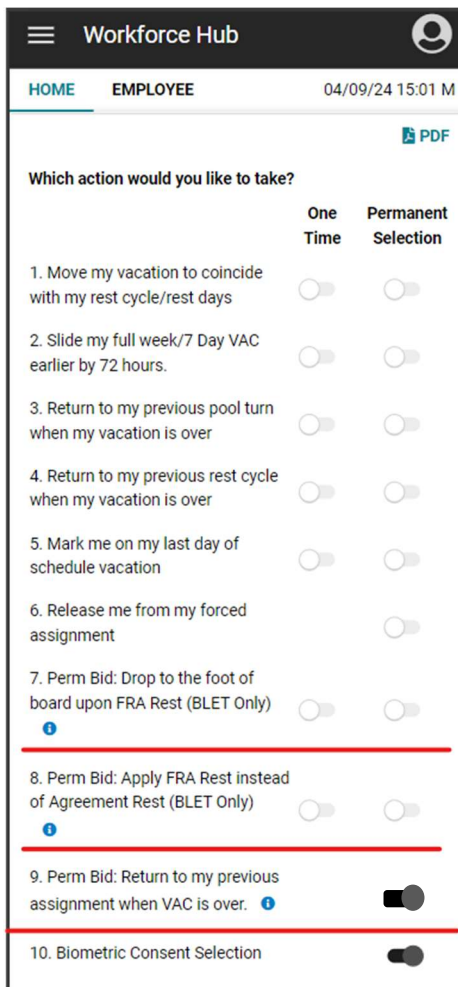 Workforce Hub
HOME EMPLOYEE 04/09/24 15:01 M
PDF
Which action would you like to take?
One Permanent
Time Selection
1. Move my vacation to coincide
with my rest cycle/rest days
2. Slide my full week/7 Day VAC
earlier by 72 hours.
3. Return to my previous pool turn
when my vacation is over
4. Return to my previous rest cycle
when my vacation is over
5. Mark me on my last day of
schedule vacation
6. Release me from my forced
assignment
7. Perm Bid: Drop to the foot of
board upon FRA Rest (BLET Only)
8. Perm Bid: Apply FRA Rest instead
of Agreement Rest (BLET Only)
9. Perm Bid: Return to my previous
assignment when VAC is over.
10. Biometric Consent Selection